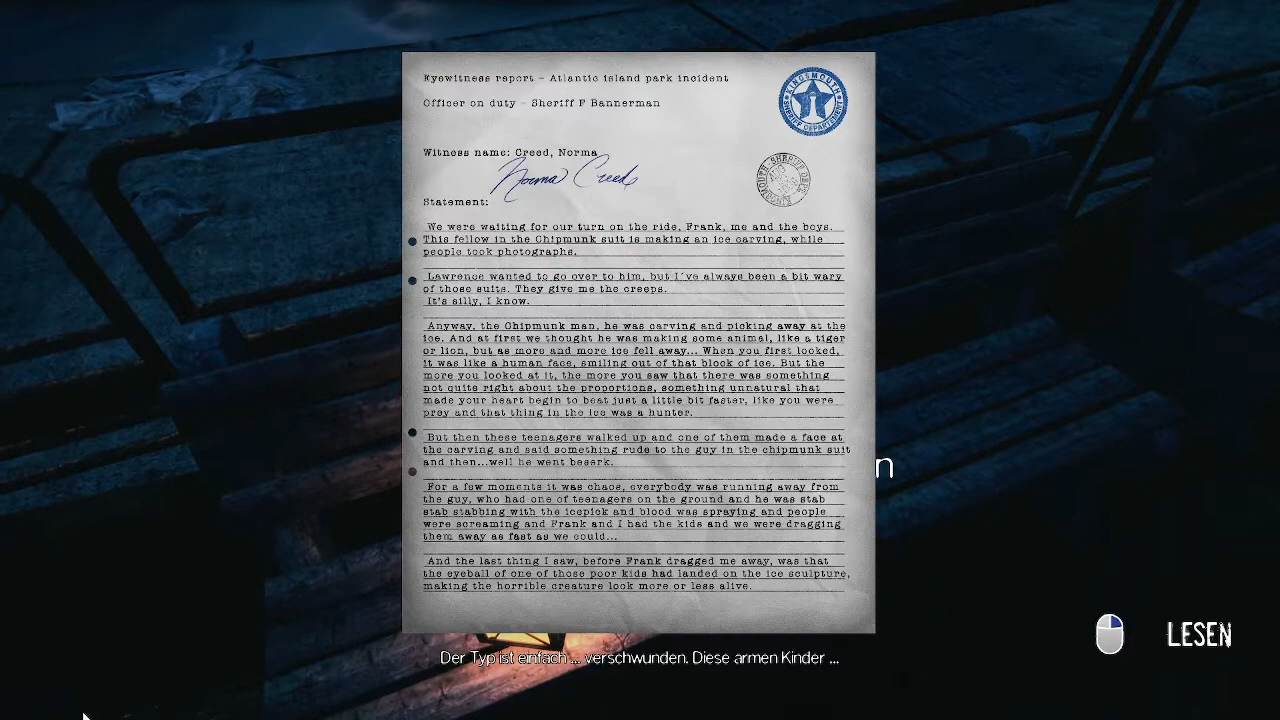 Eyewitness report - Atlantic island park incident
Officer on duty - Sheriff F Bannerman
KINGSMOUTH
SHERIFF DEPARTMENT
Witness name: Creed, Norma
Norma Creed
Statement:
We were waiting for our turn on the ride, Frank, me and the boys.
This fellow in the Chipmunk suit is making an ice carving, while
people took photographs.
Lawrence wanted to go over to him, but I´ve always been a bit wary
of those suits. They give me the creeps.
It's silly, I know.
Anyway, the Chipmunk man, he was carving and picking away at the
ice. And at first we thought he was making some animal, like a tiger
or lion, but as more and more ice fell away... When you first looked,
it was like a human face, smiling out of that block of ice. But the
more you looked at it, the more you saw that there was something
not quite right about the proportions, something unnatural that
made your heart begin to beat just a little bit faster, like you were
prey and that thing in the ice was a hunter.
But then these teenagers walked up and one of them made a face at
the carving and said something rude to the guy in the chipmunk suit
and then...well he went beserk.
For a few moments it was chaos, everybody was running away from
the guy, who had one of teenagers on the ground and he was stab
stab stabbing with the icepick and blood was spraying and people
were screaming and Frank and I had the kids and we were dragging
them away as fast as we could...
And the last thing I saw, before Frank dragged me away, was that
the eyeball of one of those poor kids had landed on the ice sculpture,
making the horrible creature look more or less alive.
n
LESEN
Der Typ ist einfach ... verschwunden. Diese armen Kinder ...